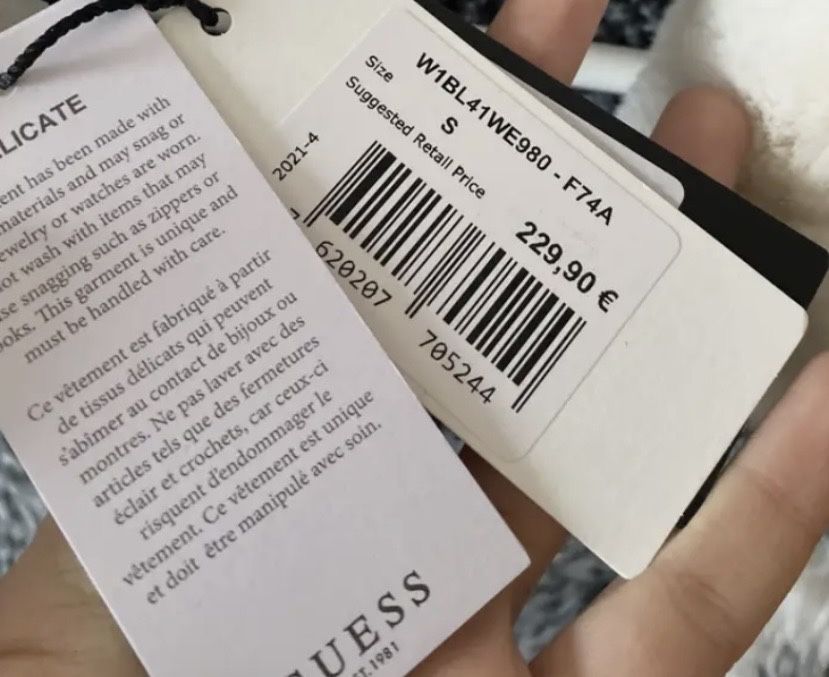 LICATE
ent has been made with
materials and may snag or
ewelry or watches are worn.
ot wash with items that may
se snagging such as zippers or
ooks. This garment is unique and
must be handled with care.
Ce vêtement est fabriqué à partir
de tissus délicats qui peuvent
s'abîmer au contact de bijoux ou
montres. Ne pas laver avec des
articles tels que des fermetures
éclair et crochets, car ceux-ci
risquent d'endommager le
vêtement. Ce vêtement est unique
et doit être manipulé avec soin.
UESS
EST. 1981
W1BL41WE980 - F74A
Size
S
Suggested Retail Price
229,90 €
2021-4
620207 705244